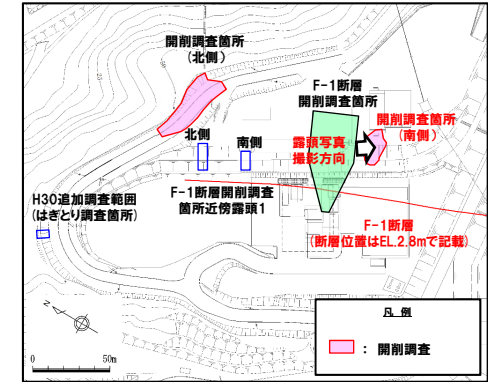 開削調査箇所
(北側)
F-1断層
開削調査箇所
開削調査箇所
(南側)
北側
南側
露頭写真
撮影方向
H30追加調査範囲
(はぎとり調査箇所)
F-1断層開削調査
箇所近傍露頭1
F-1断層
(断層位置はEL.2.8mで記載)
N
0
50m
凡 例
: 開削調査